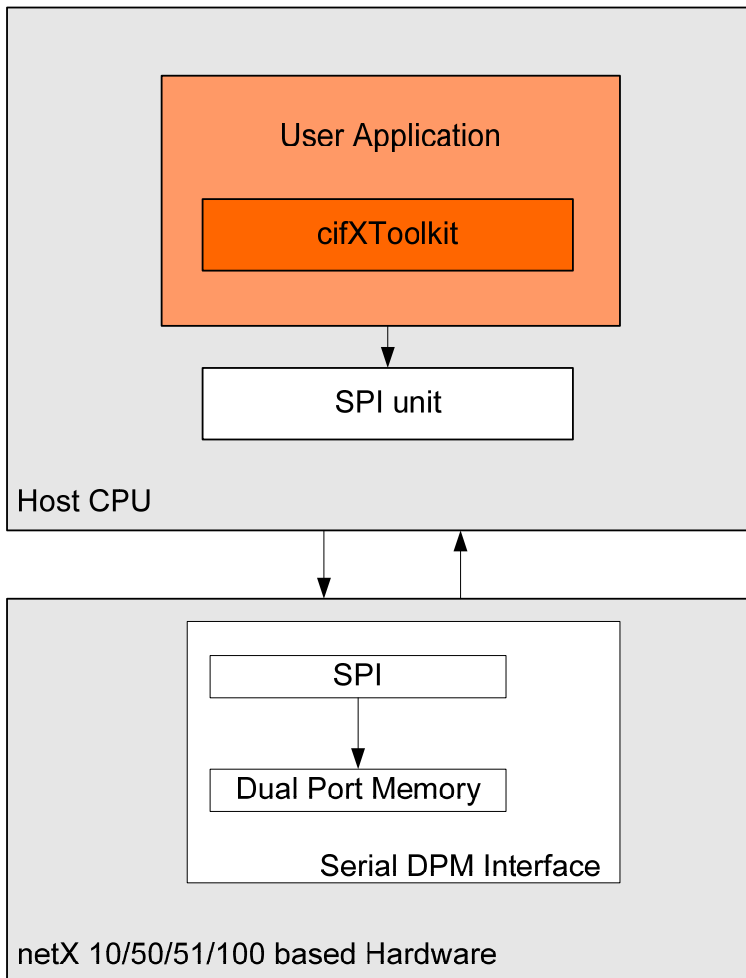 User Application
cifXToolkit
SPI unit
Host CPU
SPI
Dual Port Memory
Serial DPM Interface
netX 10/50/51/100 based Hardware